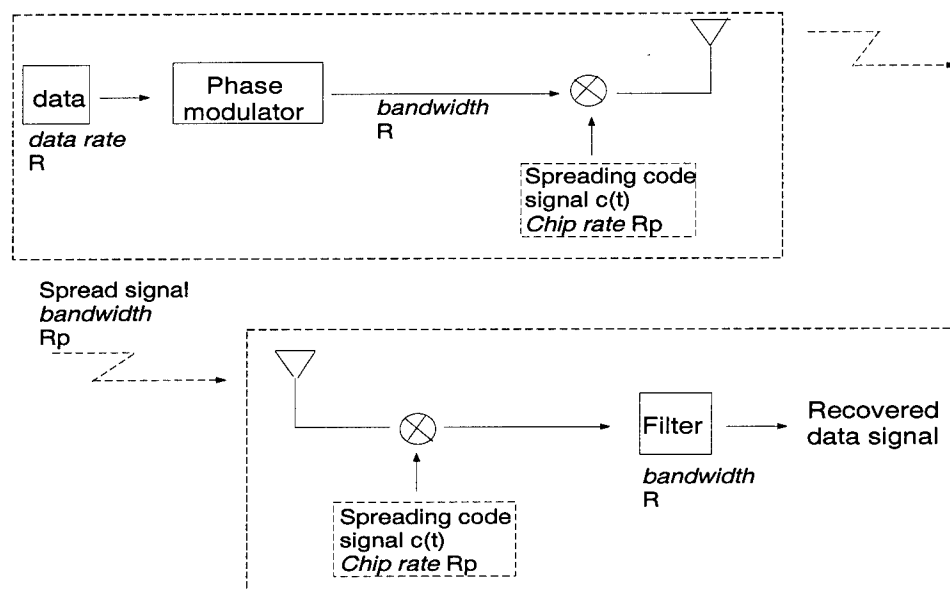 data
data rate
R
Phase
modulator
bandwidth
R
Spreading code
signal c(t)
Chip rate Rp
Spread signal
bandwidth
Rp
Spreading code
signal c(t)
Chip rate Rp
Filter
bandwidth
R
Recovered
data signal